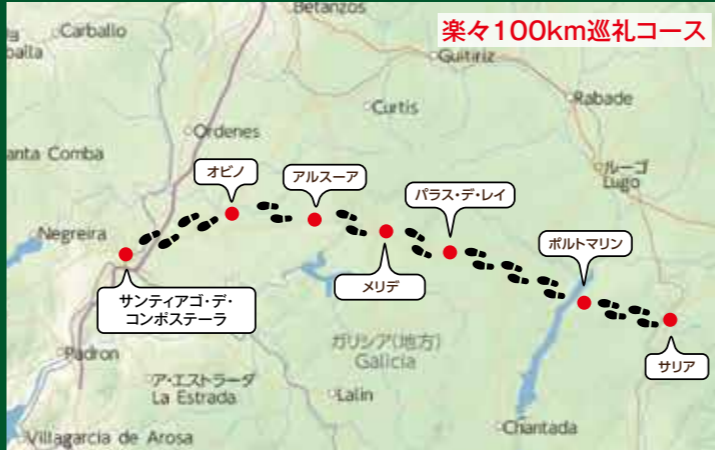 Betanzos
楽々100km巡礼コース
Carballo
Guitiriz
Curtis
Rabade
Ordenes
anta Comba
オピノ
アルスーア
パラス・デ・レイ
ルーゴ
Lugo
Negreira
ポルトマリン
サンティアゴ・デ・
コンポステーラ
メリデ
ガリシア(地方)
Galicia
サリア
Padron
ア・エストラーダ
La Estrada
Lalin
Chantada
Villagarcia de Arosa